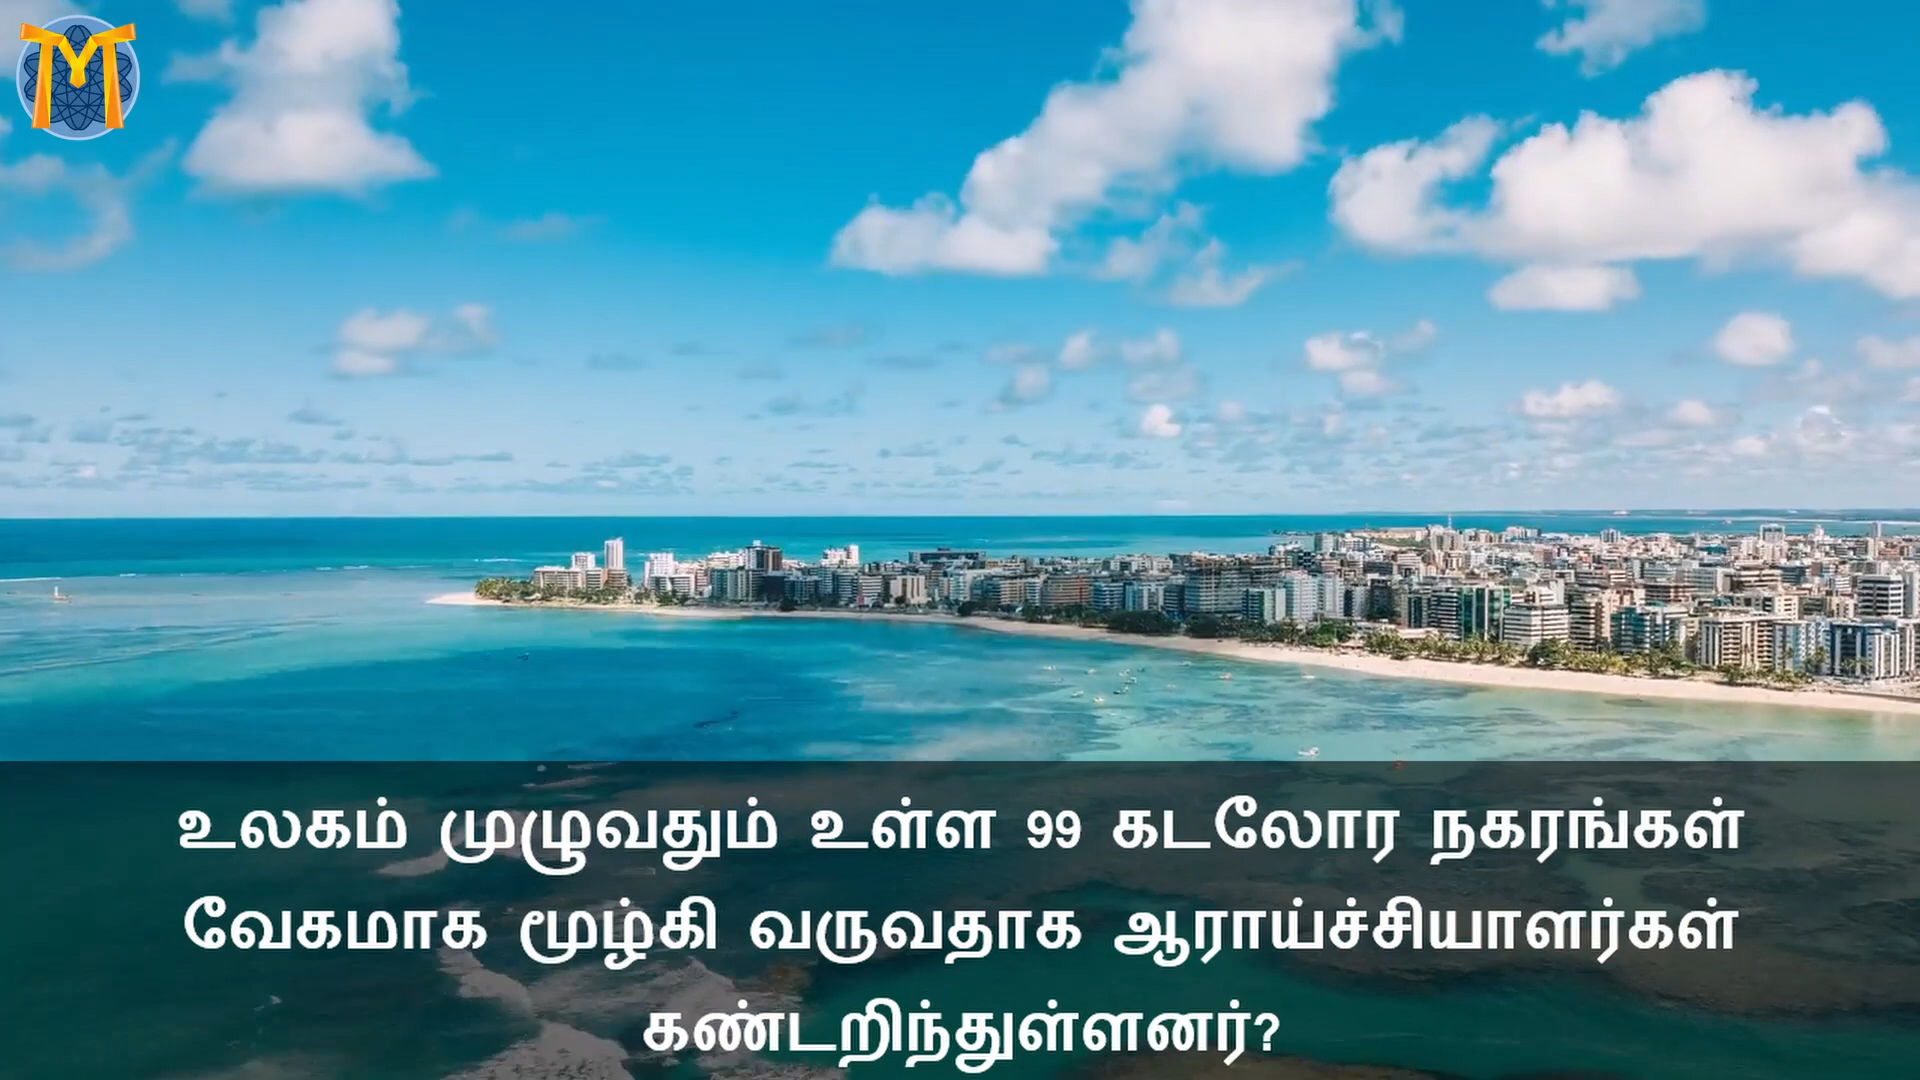 உலகம் முழுவதும் உள்ள 99 கடலோர நகரங்கள்
வேகமாக மூழ்கி வருவதாக ஆராய்ச்சியாளர்கள்
கண்டறிந்துள்ளனர்?